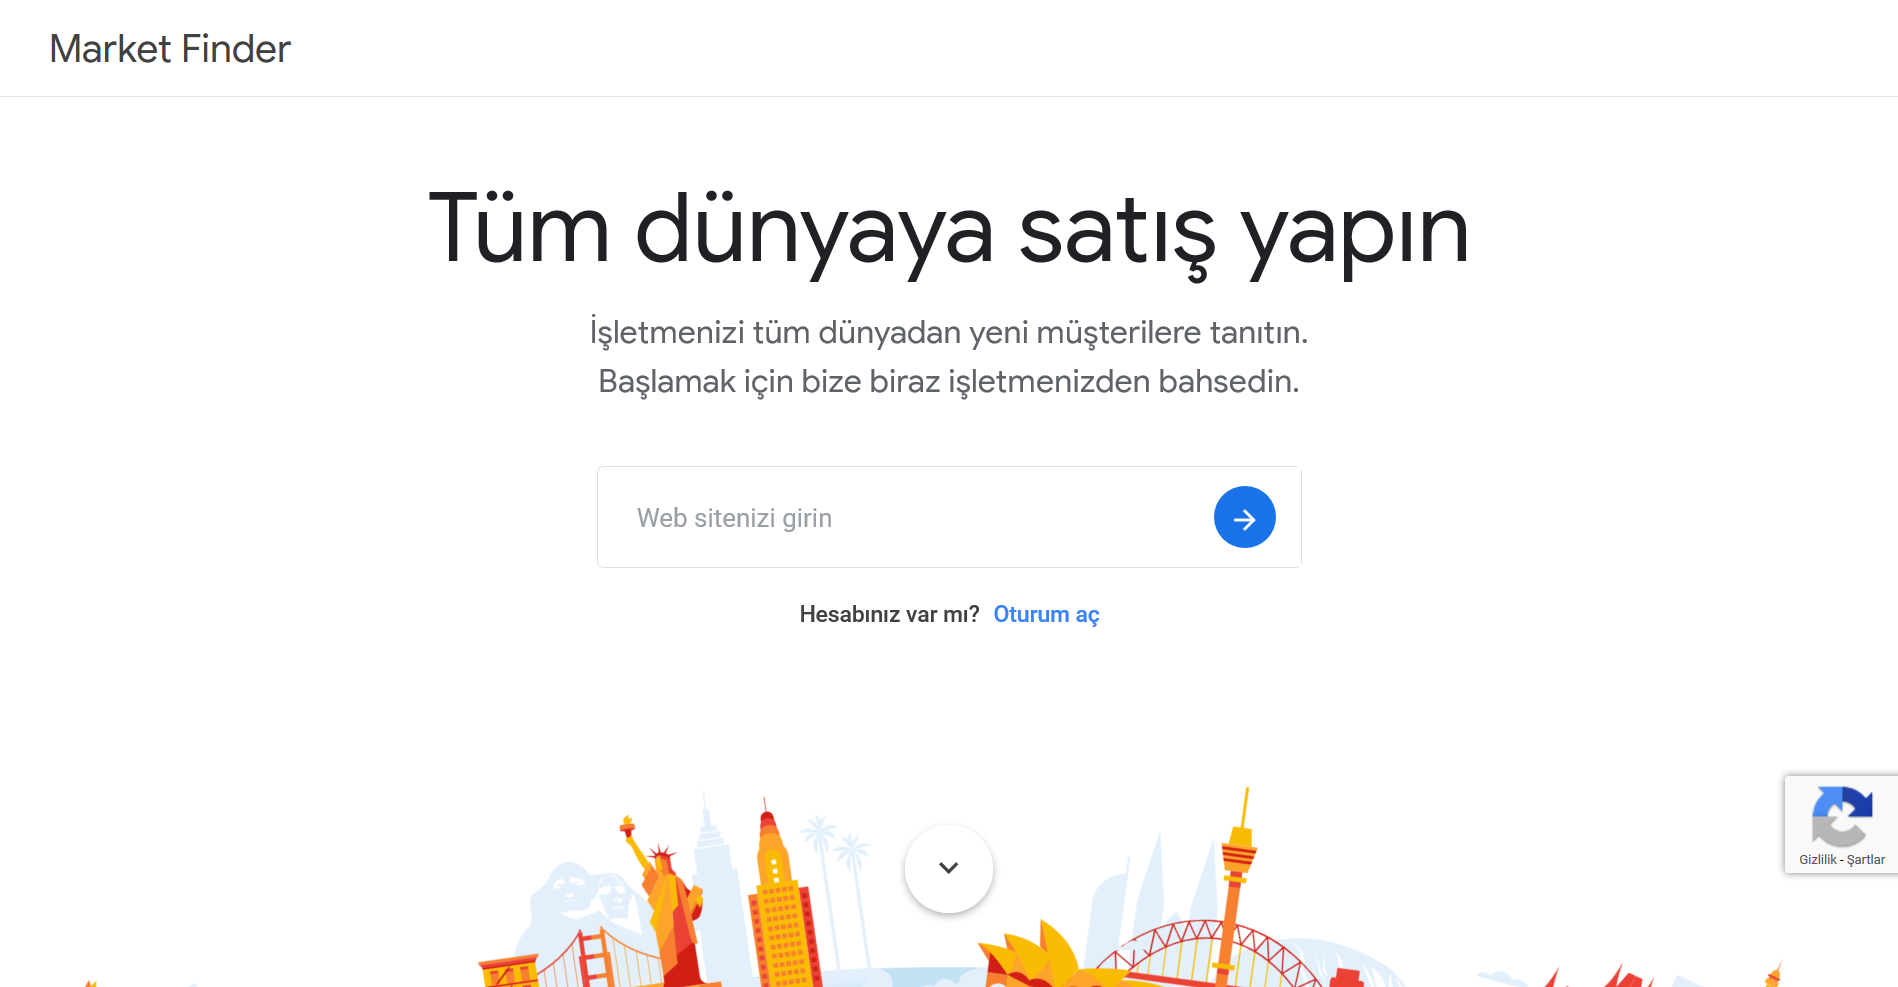 Market Finder
Tüm dünyaya satış yapın
İşletmenizi tüm dünyadan yeni müşterilere tanıtın.
Başlamak için bize biraz işletmenizden bahsedin.
Web sitenizi girin
Hesabınız var mı? Oturum aç
Gizlilik - Şartlar